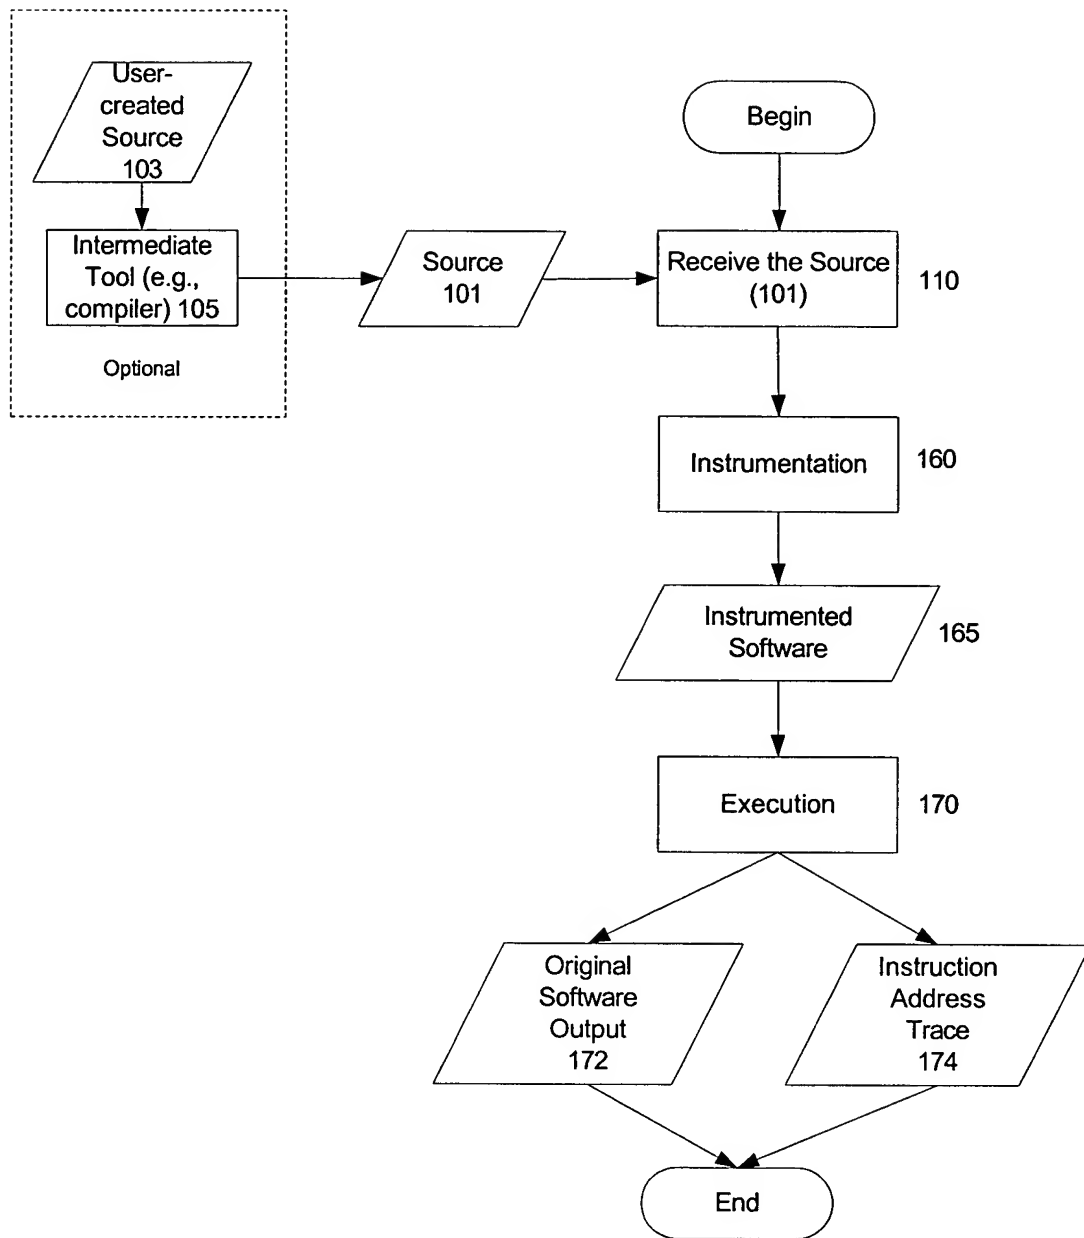 User-
created
Source
103
Intermediate
Tool (e.g.,
compiler) 105
Optional
Source
101
Begin
Receive the Source
(101)
110
Instrumentation
160
Instrumented
Software
165
Execution
170
Original
Software
Output
172
Instruction
Address
Trace
174
End